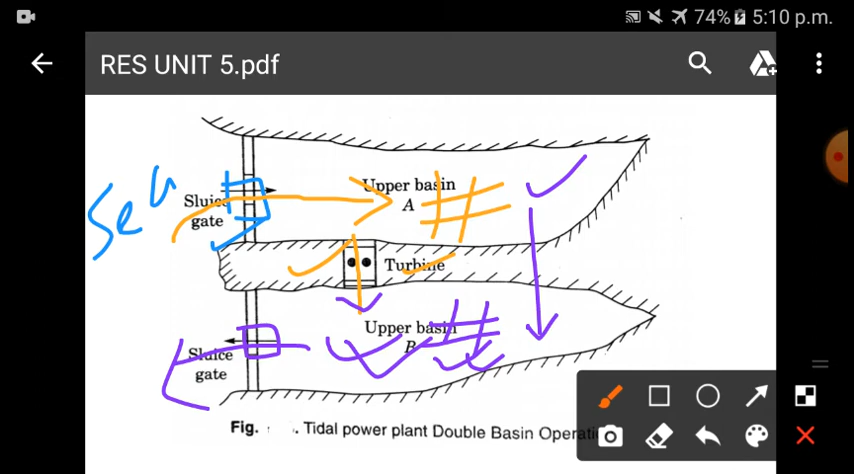 74% 5:10 p.m.
RES UNIT 5.pdf
Sea
Sluice
gate
Upper basin
A
Turbine
Upper basin
B
Sluice
gate
Fig. . Tidal power plant Double Basin Operati